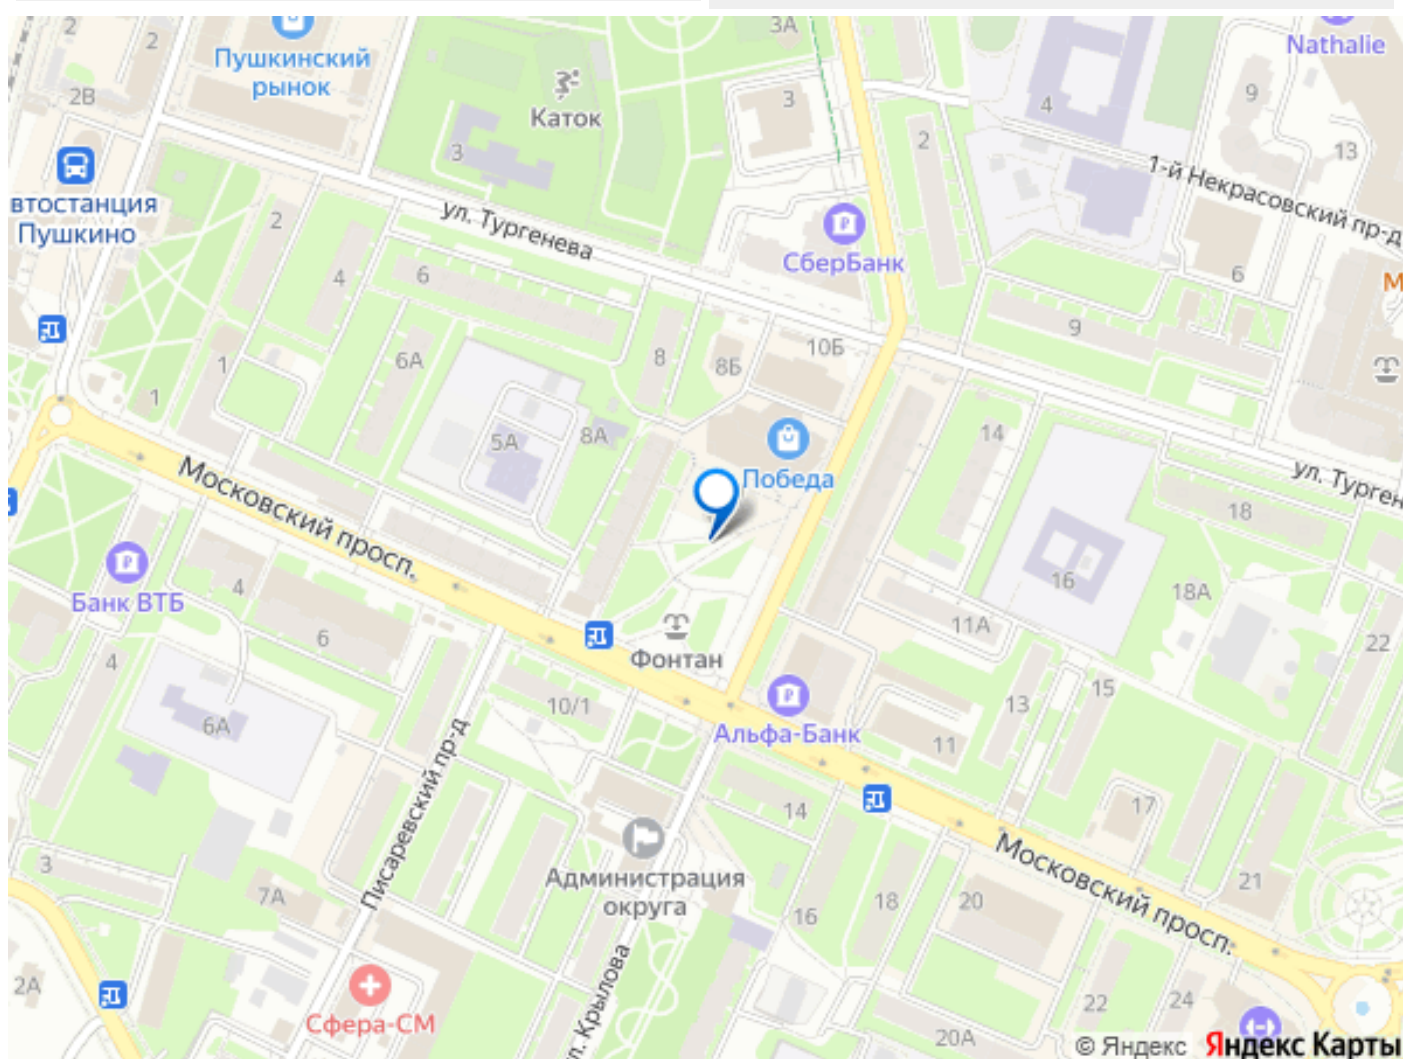 2
2
3А
Nathalie
Пушкинский
рынок
2В
Каток
3
4
9
3
2
13
1-й Некрасовский пр-д
втостанция
Пушкино
2
ул. Тургенева
СберБанк
4
6
6
М
9
10Б
1
6А
8
8Б
1
5А
8А
14
Победа
ул. Турген
Московский просп.
18
Банк ВТБ
4
16
18А
6
11А
Фонтан
22
4
15
13
10/1
6А
Альфа-Банк
11
Писаревский пр-д
14
17
Московский просп.
3
Администрация
округа
7А
16
18
20
21
2А
л. Крылова
Сфера-СМ
22
24
20А
© Яндекс Яндекс Карты